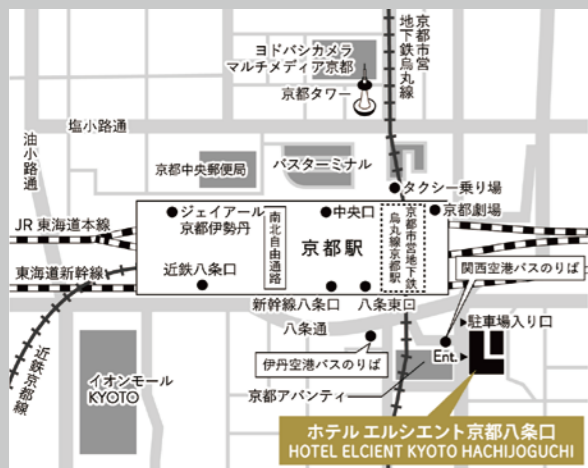 ヨドバシカメラ
マルチメディア京都
京都タワー
京都市営
地下鉄烏丸線
油小路通
塩小路通
京都中央郵便局
バスターミナル
タクシー乗り場
ジェイアール
京都伊勢丹
南北自由通路
中央口
京都駅
京都市営地下鉄
烏丸線京都駅
京都劇場
JR 東海道本線
東海道新幹線
近鉄八条口
新幹線八条口
八条東口
関西空港バスのりば
八条通
駐車場入り口
伊丹空港バスのりば
Ent.
近鉄京都線
イオンモール
KYOTO
京都アバンティ
ホテル エルシエント京都八条口
HOTEL ELCIENT KYOTO HACHIJOGUCHI